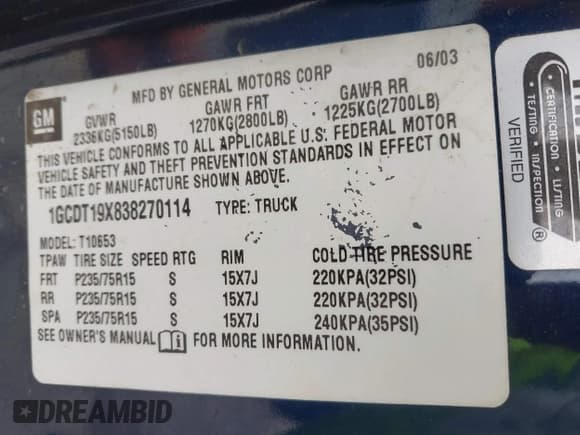 MFD BY GENERAL MOTORS CORP 06/03
GM
GVWR GAWR FRT GAWR RR
2336KG(5150LB) 1270KG(2800LB) 1225KG(2700LB)
THIS VEHICLE CONFORMS TO ALL APPLICABLE U.S. FEDERAL MOTOR
VEHICLE SAFETY AND THEFT PREVENTION STANDARDS IN EFFECT ON
THE DATE OF MANUFACTURE SHOWN ABOVE.
1GCDT19X838270114 TYPE: TRUCK
MODEL: T10653
TPAW TIRE SIZE SPEED RTG RIM COLD TIRE PRESSURE
FRT P235/75R15 S 15X7J 220KPA(32PSI)
RR P235/75R15 S 15X7J 220KPA(32PSI)
SPA P235/75R15 S 15X7J 240KPA(35PSI)
SEE OWNER'S MANUAL i FOR MORE INFORMATION.
TESTING • CERTIFICATION • LISTING •
VERIFIED
®
DREAMBID